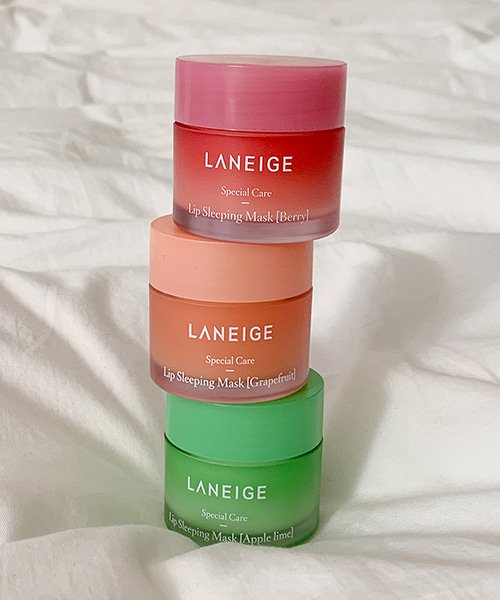 LANEIGE
Special Care
Lip Sleeping Mask [Berry]
LANEIGE
Special Care
Lip Sleeping Mask [Grapefruit]
LANEIGE
Special Care
Lip Sleeping Mask [Apple lime]